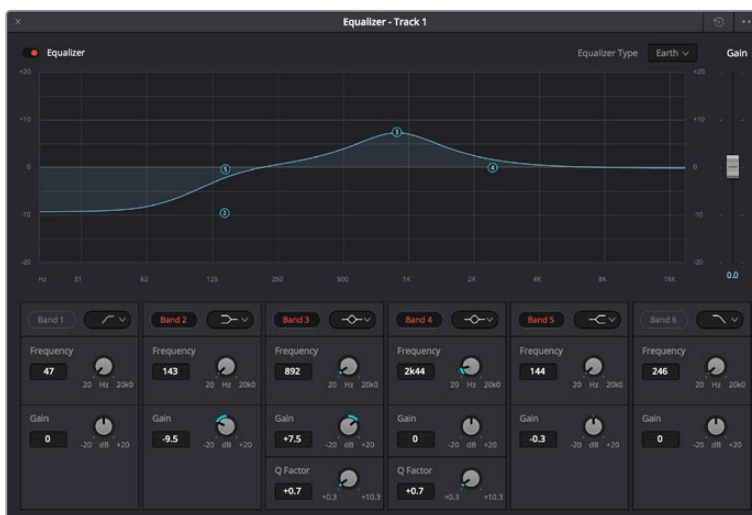 Equalizer - Track 1
Equalizer
Equalizer Type Earth Gain
+20 +20
+10 +10
0 0
-10 -10
-20 -20
Hz 31 62 125 250 500 1K 2K 4K 8K 16K
0.0
5 3 4 2
Band 1 Band 2 Band 3 Band 4 Band 5 Band 6
Frequency Frequency Frequency Frequency Frequency Frequency
47 143 892 2k44 144 246
20 Hz 20k0 20 Hz 20k0 20 Hz 20k0 20 Hz 20k0 20 Hz 20k0 20 Hz 20k0
Gain Gain Gain Gain Gain Gain
0 -9.5 +7.5 0 -0.3 0
-20 dB +20 -20 dB +20 -20 dB +20 -20 dB +20 -20 dB +20 -20 dB +20
Q Factor Q Factor
+0.7 +0.7
+0.3 +10.3 +0.3 +10.3